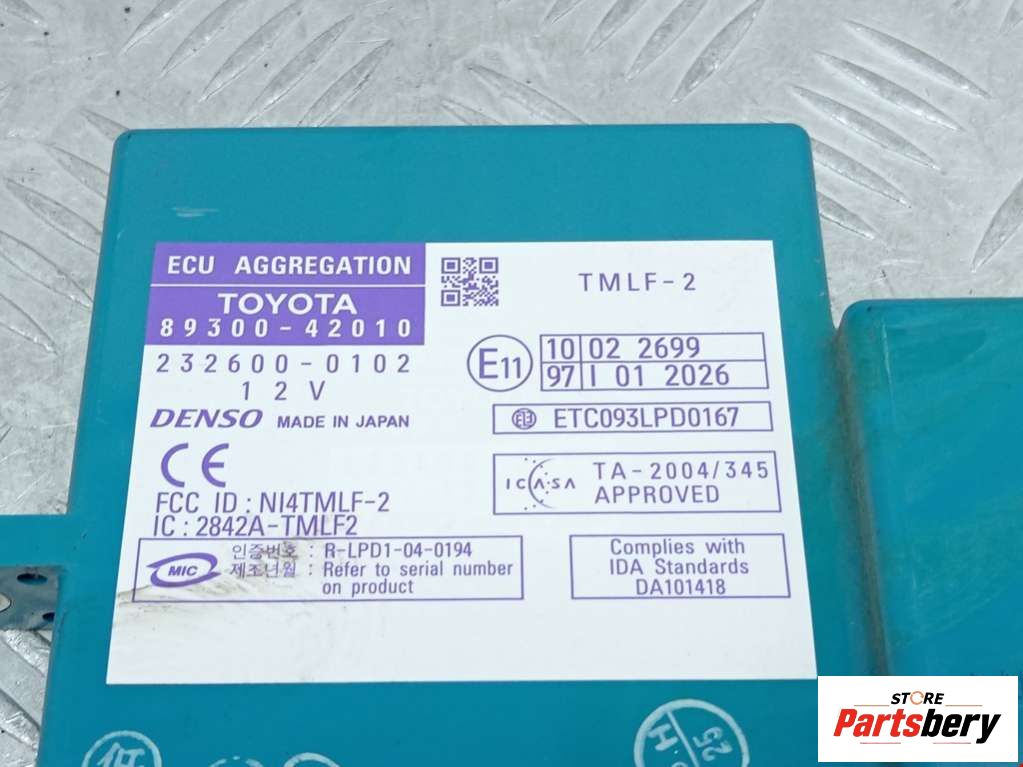 ECU AGGREGATION
TOYOTA
89300-42010
232600-0102
12V
DENSO MADE IN JAPAN
CE
FCC ID : NI4TMLF-2
IC : 2842A-TMLF2
MIC
인증번호 : R-LPD1-04-0194
제조년월 : Refer to serial number
on product
TMLF-2
E11
10 02 2699
97 I 01 2026
ETC093LPD0167
ICASA
TA-2004/345
APPROVED
Complies with
IDA Standards
DA101418
低
25
H
STORE
Partsbery